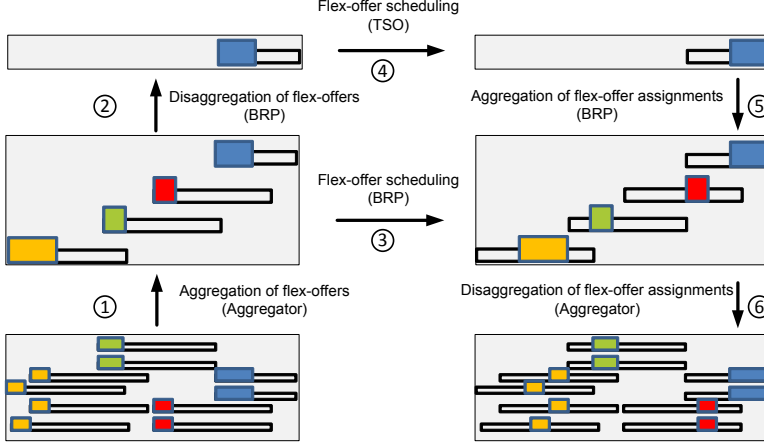 Flex-offer scheduling
(TSO)
④
②
Disaggregation of flex-offers
(BRP)
Aggregation of flex-offer assignments
(BRP)
⑤
Flex-offer scheduling
(BRP)
③
①
Aggregation of flex-offers
(Aggregator)
Disaggregation of flex-offer assignments
(Aggregator)
⑥